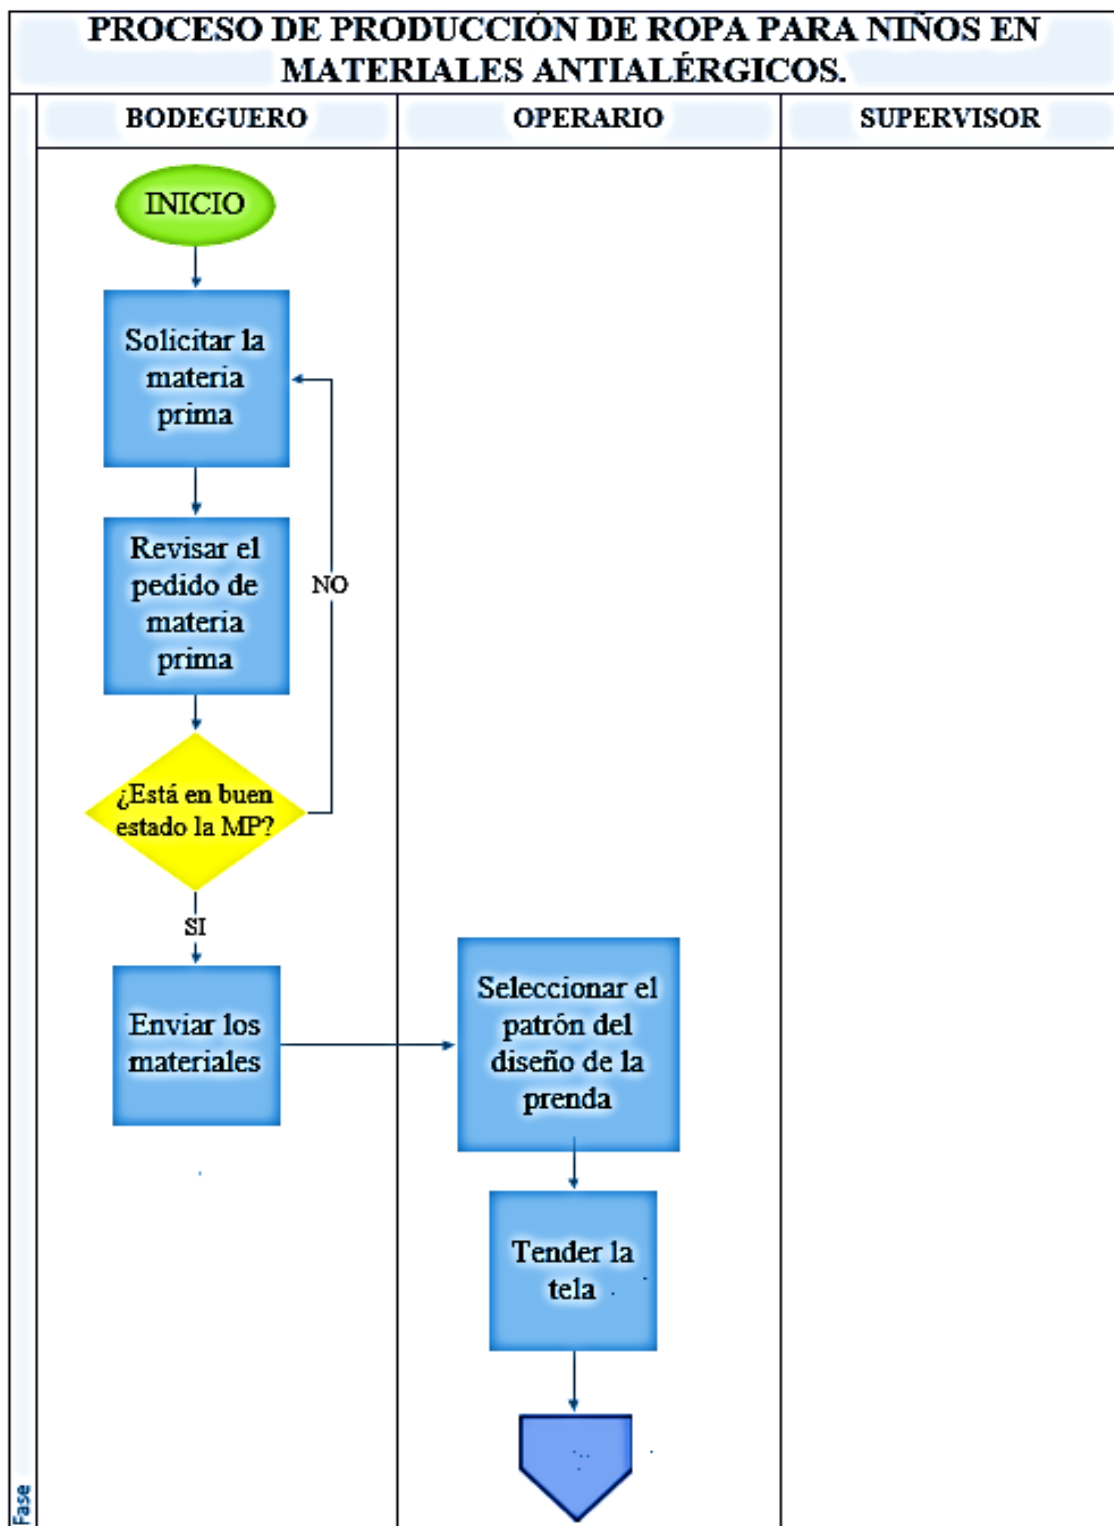 PROCESO DE PRODUCCIÓN DE ROPA PARA NIÑOS EN
MATERIALES ANTIALÉRGICOS.
BODEGUERO
OPERARIO
SUPERVISOR
INICIO
Solicitar la
materia
prima
Revisar el
pedido de
materia
prima
NO
¿Está en buen
estado la MP?
SI
Enviar los
materiales
Seleccionar el
patrón del
diseño de la
prenda
Tender la
tela
Fase